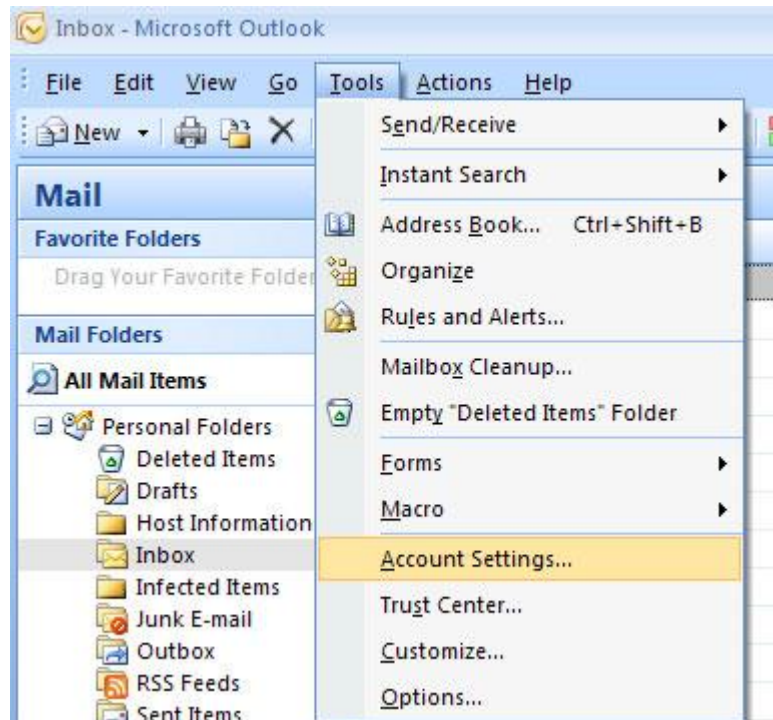 Inbox - Microsoft Outlook
File Edit View Go Tools Actions Help
New
Mail
Favorite Folders
Drag Your Favorite Folder
Mail Folders
All Mail Items
Personal Folders
Deleted Items
Drafts
Host Information
Inbox
Infected Items
Junk E-mail
Outbox
RSS Feeds
Sent Items
Send/Receive
Instant Search
Address Book... Ctrl+Shift+B
Organize
Rules and Alerts...
Mailbox Cleanup...
Empty "Deleted Items" Folder
Forms
Macro
Account Settings...
Trust Center...
Customize...
Options...